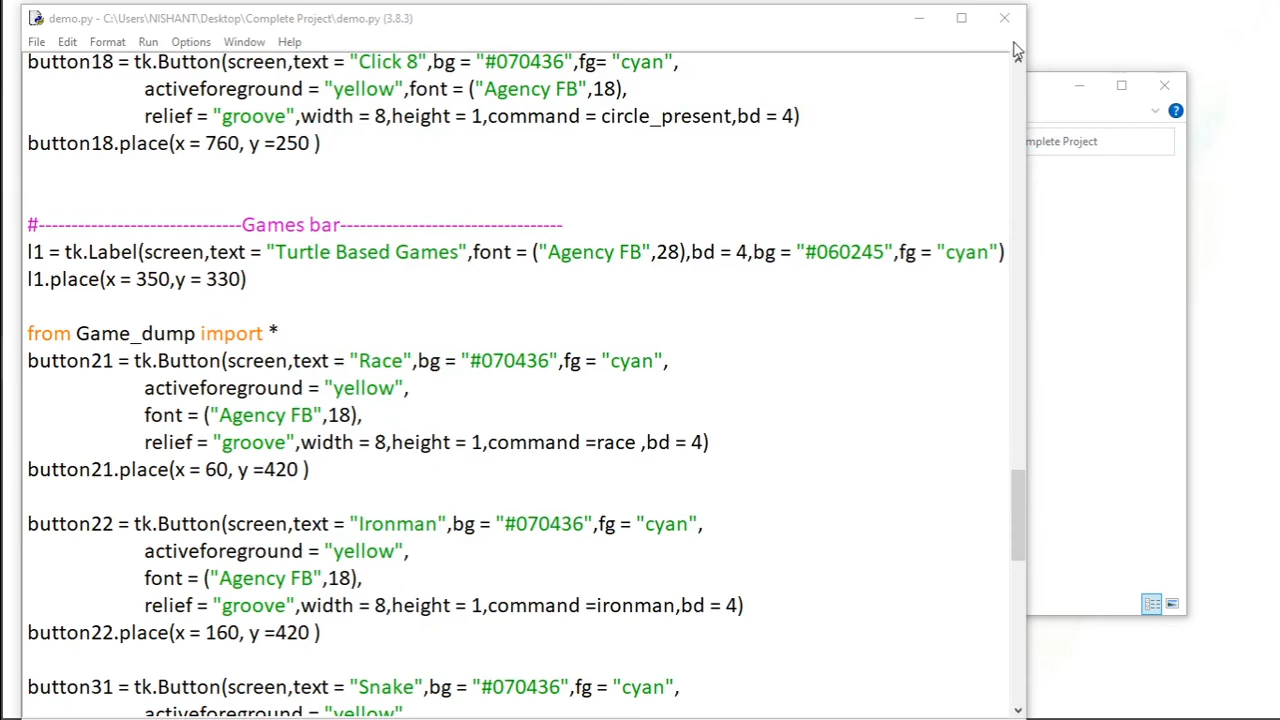 demo.py - C:\Users\NISHANT\Desktop\Complete Project\demo.py (3.8.3)
File Edit Format Run Options Window Help
button18 = tk.Button(screen,text = "Click 8",bg = "#070436",fg= "cyan",
activeforeground = "yellow",font = ("Agency FB",18),
relief = "groove",width = 8,height = 1,command = circle_present,bd = 4)
button18.place(x = 760, y =250 )
#------------------------------Games bar---------------------------------
l1 = tk.Label(screen,text = "Turtle Based Games",font = ("Agency FB",28),bd = 4,bg = "#060245",fg = "cyan")
l1.place(x = 350,y = 330)
from Game_dump import *
button21 = tk.Button(screen,text = "Race",bg = "#070436",fg = "cyan",
activeforeground = "yellow",
font = ("Agency FB",18),
relief = "groove",width = 8,height = 1,command =race ,bd = 4)
button21.place(x = 60, y =420 )
button22 = tk.Button(screen,text = "Ironman",bg = "#070436",fg = "cyan",
activeforeground = "yellow",
font = ("Agency FB",18),
relief = "groove",width = 8,height = 1,command =ironman,bd = 4)
button22.place(x = 160, y =420 )
button31 = tk.Button(screen,text = "Snake",bg = "#070436",fg = "cyan",
activeforeground = "yellow"
mplete Project